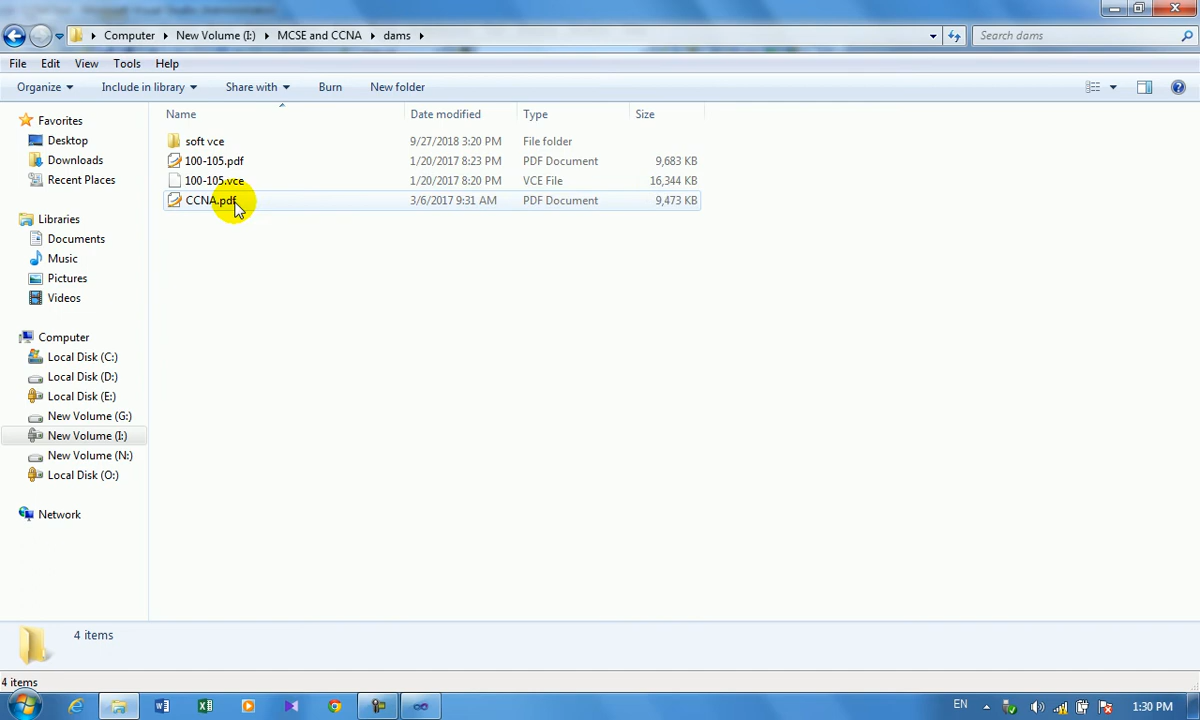 Computer New Volume (I:) MCSE and CCNA dams
Search dams
File Edit View Tools Help
Organize Include in library Share with Burn New folder
Favorites
Desktop
Downloads
Recent Places
Libraries
Documents
Music
Pictures
Videos
Computer
Local Disk (C:)
Local Disk (D:)
Local Disk (E:)
New Volume (G:)
New Volume (I:)
New Volume (N:)
Local Disk (O:)
Network
Name Date modified Type Size
soft vce 9/27/2018 3:20 PM File folder
100-105.pdf 1/20/2017 8:23 PM PDF Document 9,683 KB
100-105.vce 1/20/2017 8:20 PM VCE File 16,344 KB
CCNA.pdf 3/6/2017 9:31 AM PDF Document 9,473 KB
4 items
4 items
EN 1:30 PM